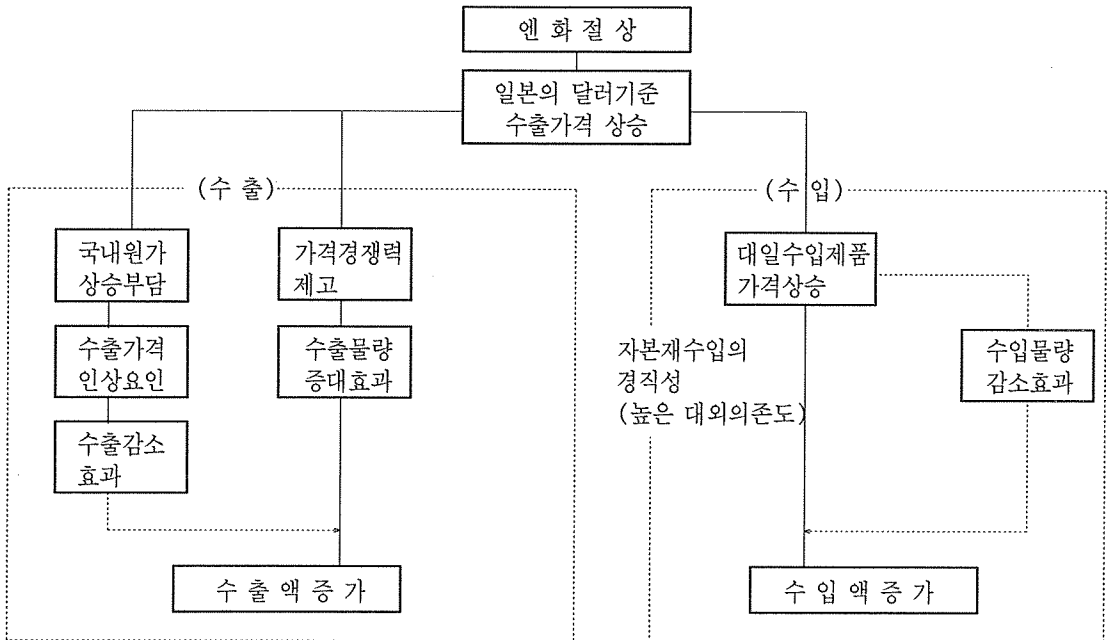 엔 화 절 상
일본의 달러기준
수출가격 상승
(수 출)
국내원가
상승부담
수출가격
인상요인
수출감소
효과
가격경쟁력
제고
수출물량
증대효과
수 출 액 증 가
(수 입)
대일수입제품
가격상승
자본재수입의
경직성
(높은 대외의존도)
수입물량
감소효과
수 입 액 증 가